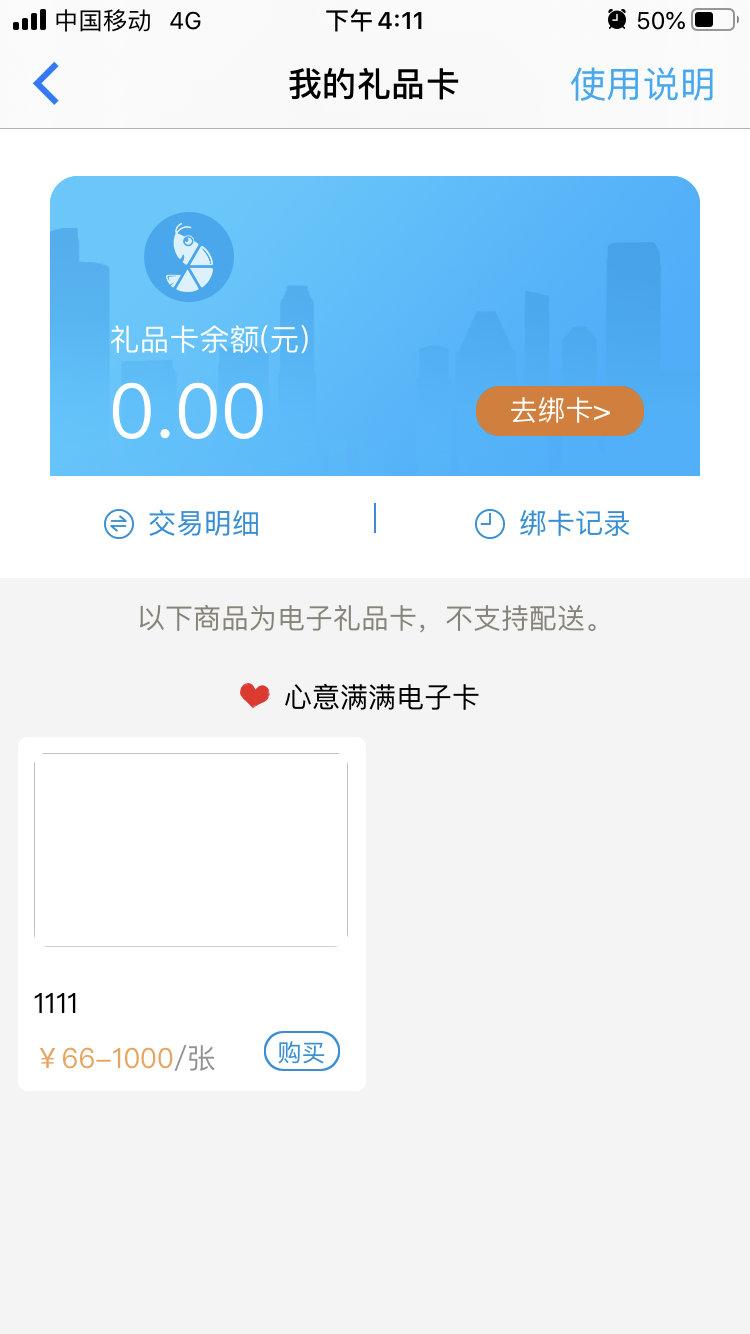 中国移动 4G 下午4:11 50%
我的礼品卡 使用说明
礼品卡余额(元)
0.00
去绑卡>
交易明细 绑卡记录
以下商品为电子礼品卡，不支持配送。
心意满满电子卡
1111
¥66-1000/张 购买